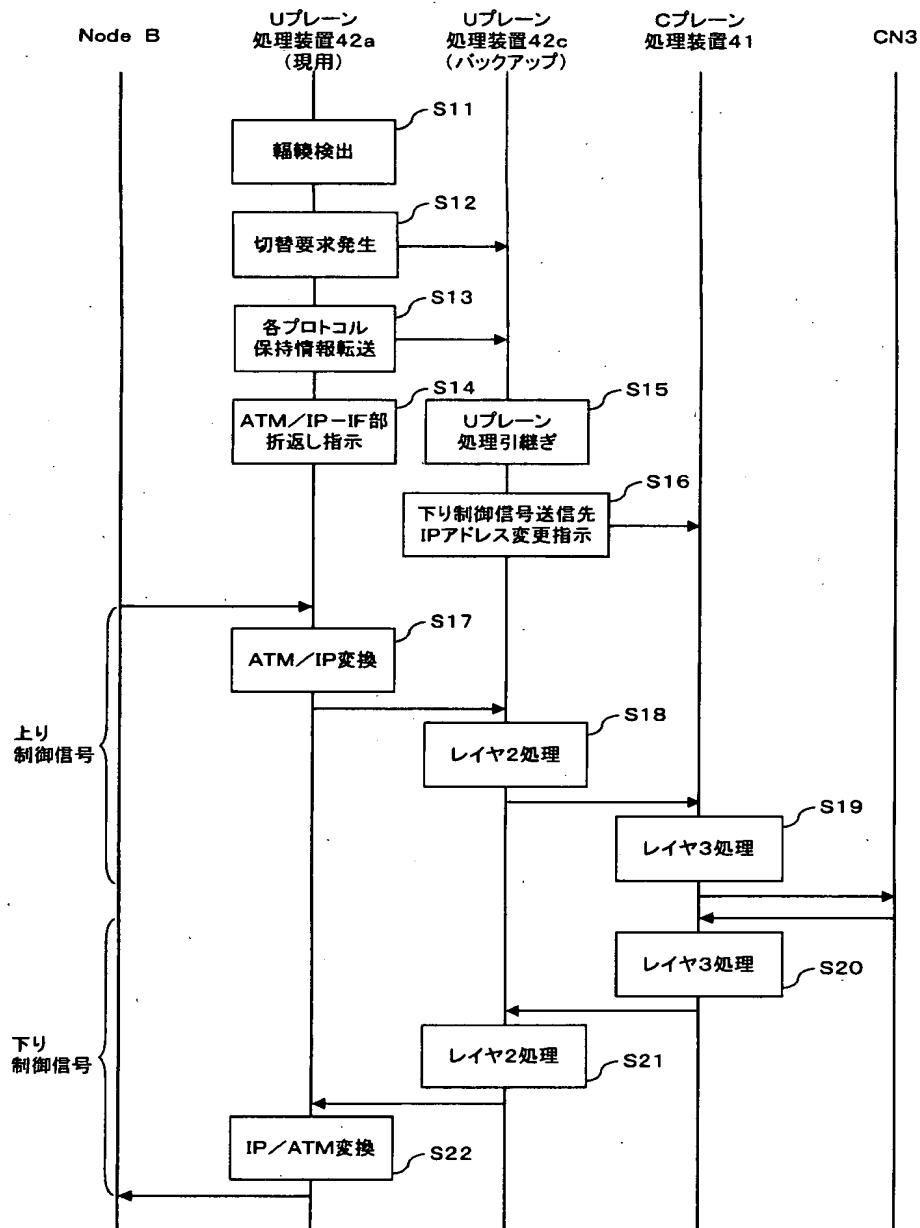 Node B
Uプレーン
処理装置42a
（現用）
Uプレーン
処理装置42c
（バックアップ）
Cプレーン
処理装置41
CN3
S11
輻輳検出
S12
切替要求発生
S13
各プロトコル
保持情報転送
S14
ATM／IP－IF部
折返し指示
S15
Uプレーン
処理引継ぎ
S16
下り制御信号送信先
IPアドレス変更指示
S17
ATM／IP変換
上り
制御信号
S18
レイヤ2処理
S19
レイヤ3処理
レイヤ3処理
S20
下り
制御信号
レイヤ2処理
S21
IP／ATM変換
S22